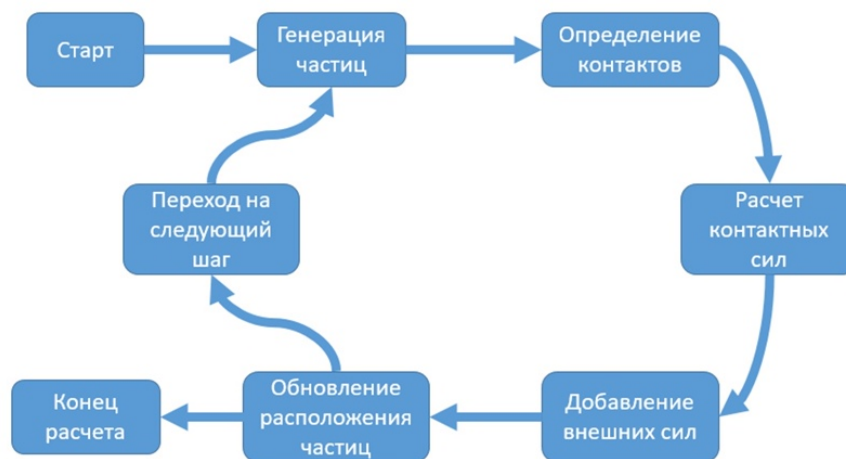 Старт
Генерация
частиц
Определение
контактов
Переход на
следующий
шаг
Расчет
контактных
сил
Конец
расчета
Обновление
расположения
частиц
Добавление
внешних сил